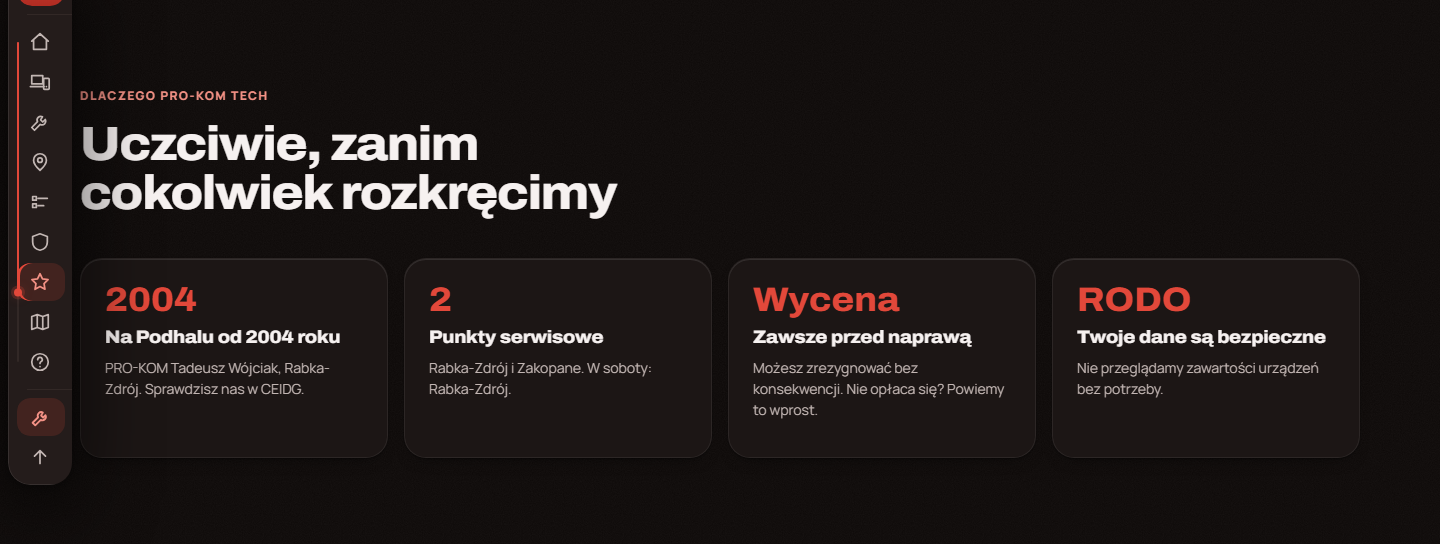 DLACZEGO PRO-KOM TECH
Uczciwie, zanim
cokolwiek rozkręcimy
2004
Na Podhalu od 2004 roku
PRO-KOM Tadeusz Wójciak, Rabka-
Zdrój. Sprawdzisz nas w CEIDG.
2
Punkty serwisowe
Rabka-Zdrój i Zakopane. W soboty:
Rabka-Zdrój.
Wycena
Zawsze przed naprawą
Możesz zrezygnować bez
konsekwencji. Nie opłaca się? Powiemy
to wprost.
RODO
Twoje dane są bezpieczne
Nie przeglądamy zawartości urządzeń
bez potrzeby.